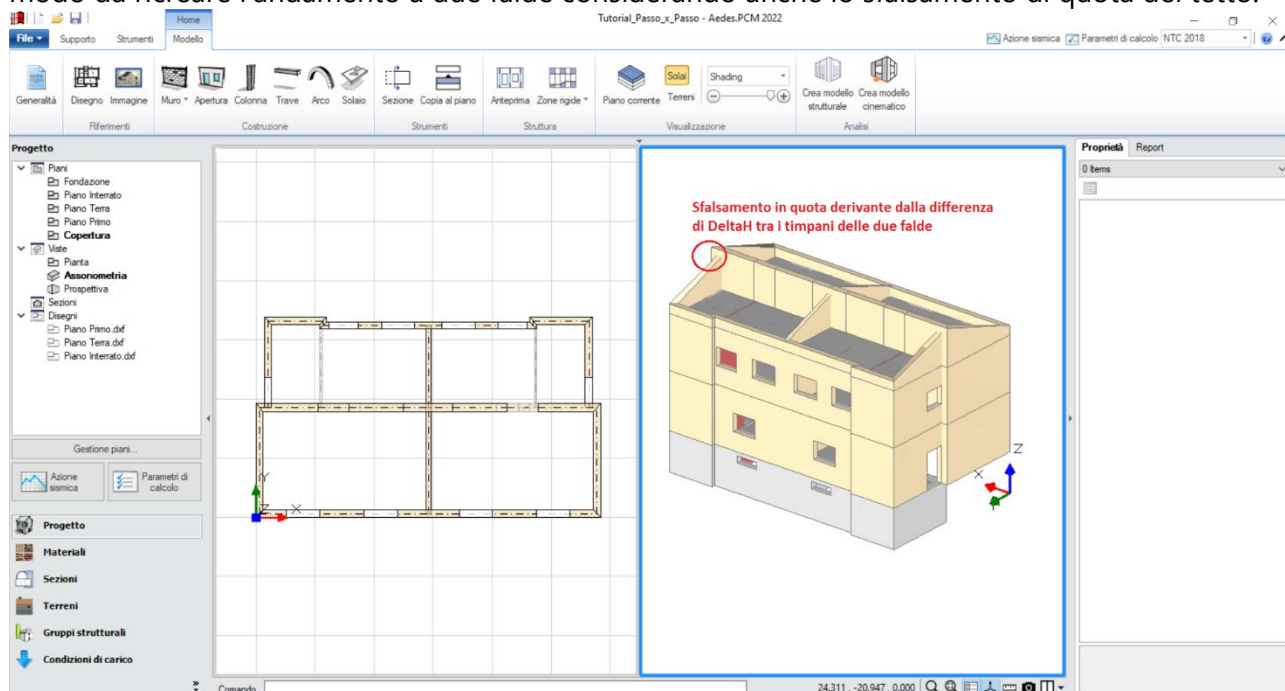 modo da ricreare l'andamento a due falde considerando anche lo sfalsamento di quota del tetto.
Tutorial_Passo_x_Passo - Aedes.PCM 2022
Home
File Supporto Strumenti Modello
Azione sismica Parametri di calcolo NTC 2018
Generalità Disegno Immagine Muro Apertura Colonna Trave Arco Solaio Sezione Copia al piano Anteprima Zone rigide Piano corrente Solai Terreni Shading Crea modello strutturale Crea modello cinematico
Riferimenti Costruzione Strumenti Struttura Visualizzazione Analisi
Progetto
Piani
Fondazione
Piano Interrato
Piano Terra
Piano Primo
Copertura
Viste
Pianta
Assonometria
Prospettiva
Sezioni
Disegni
Piano Primo.dxf
Piano Terra.dxf
Piano Interrato.dxf
Gestione piani...
Azione sismica
Parametri di calcolo
Progetto
Materiali
Sezioni
Terreni
Gruppi strutturali
Condizioni di carico
Y
Z X
Sfalsamento in quota derivante dalla differenza
di DeltaH tra i timpani delle due falde
Z
X
Proprietà Report
0 Items
Comando
24.311 , -20.947 , 0.000